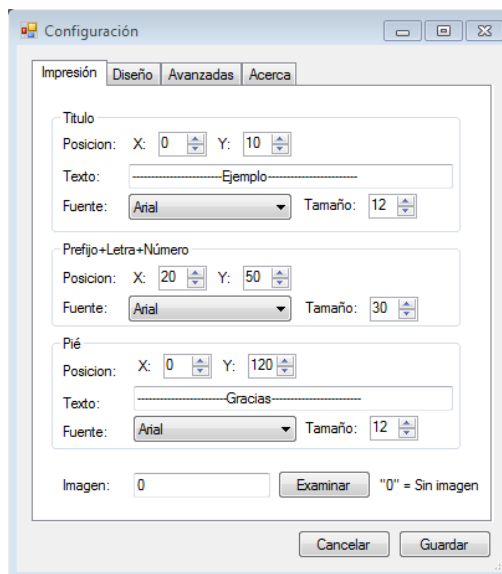 Configuración
Impresión Diseño Avanzadas Acerca
Titulo
Posicion: X: 0 Y: 10
Texto: -----------------------Ejemplo-----------------------
Fuente: Arial Tamaño: 12
Prefijo+Letra+Número
Posicion: X: 20 Y: 50
Fuente: Arial Tamaño: 30
Pié
Posicion: X: 0 Y: 120
Texto: -----------------------Gracias-----------------------
Fuente: Arial Tamaño: 12
Imagen: 0 Examinar "0" = Sin imagen
Cancelar Guardar